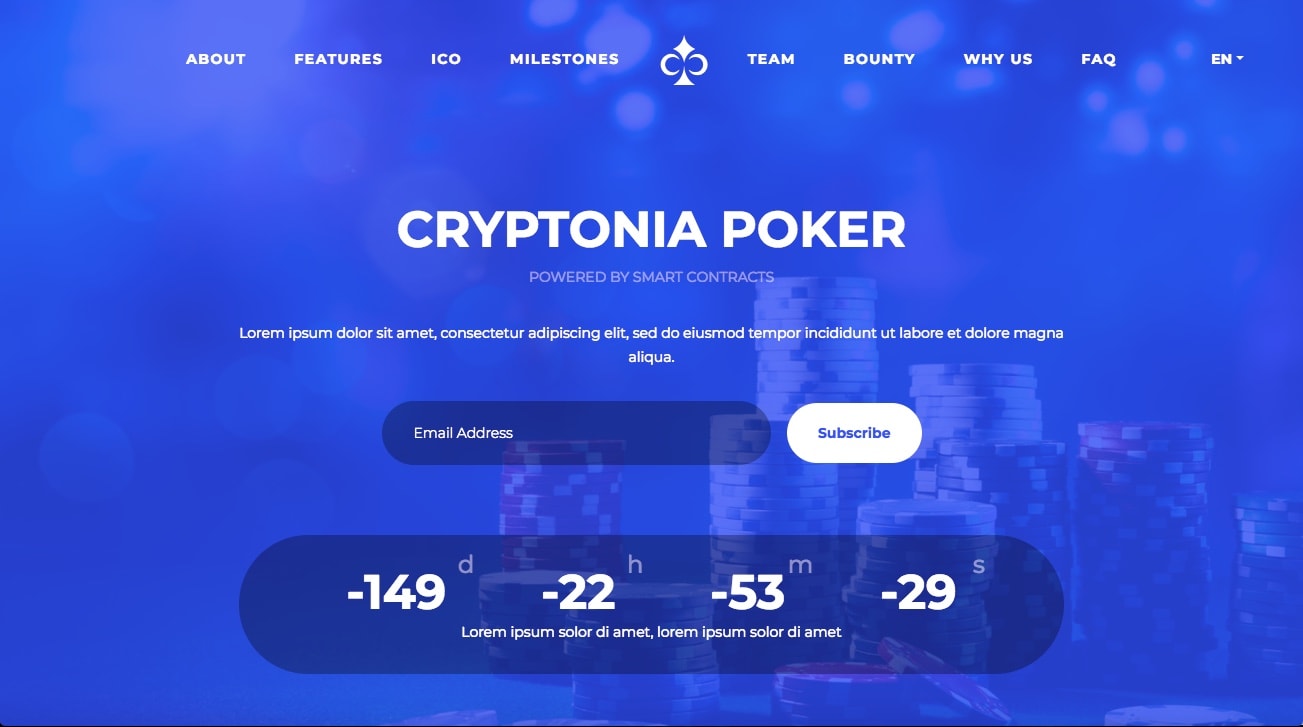 ABOUT FEATURES ICO MILESTONES TEAM BOUNTY WHY US FAQ EN
CRYPTONIA POKER
POWERED BY SMART CONTRACTS
Lorem ipsum dolor sit amet, consectetur adipiscing elit, sed do eiusmod tempor incididunt ut labore et dolore magna
aliqua.
Email Address Subscribe
-149 d -22 h -53 m -29 s
Lorem ipsum solor di amet, lorem ipsum solor di amet